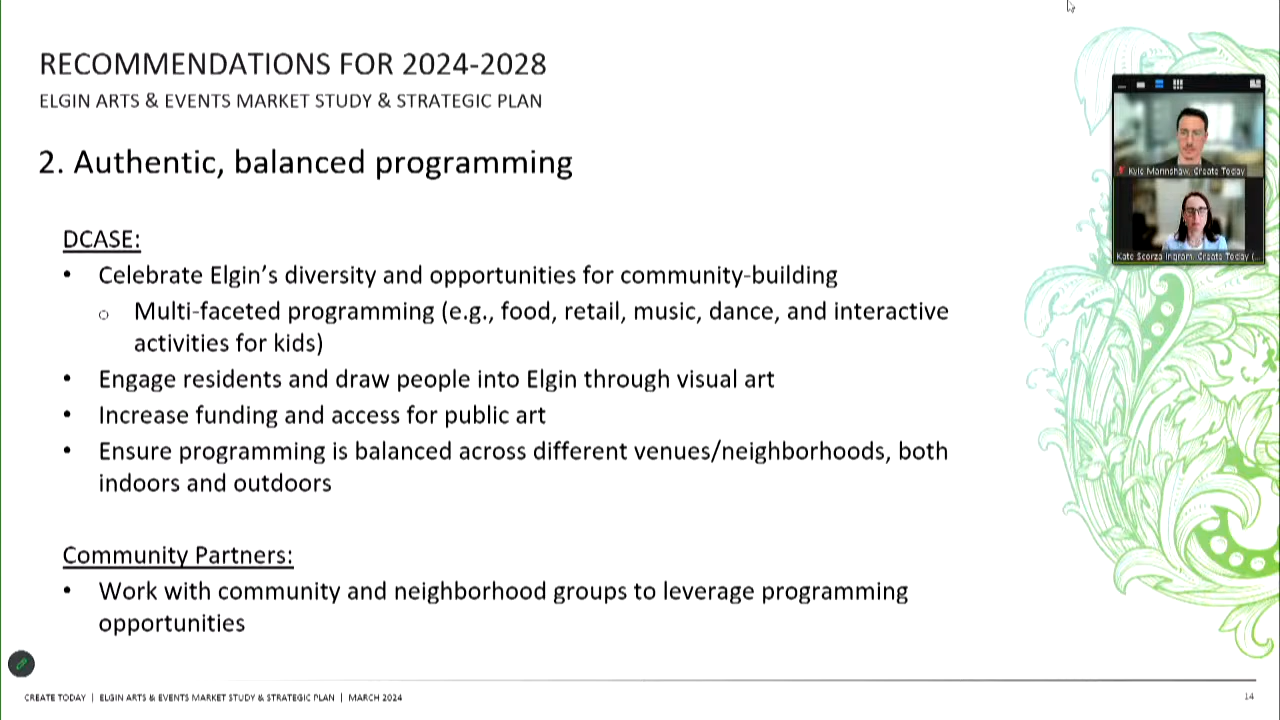 RECOMMENDATIONS FOR 2024-2028
ELGIN ARTS & EVENTS MARKET STUDY & STRATEGIC PLAN
2. Authentic, balanced programming
DCASE:
• Celebrate Elgin's diversity and opportunities for community-building
○ Multi-faceted programming (e.g., food, retail, music, dance, and interactive
activities for kids)
• Engage residents and draw people into Elgin through visual art
• Increase funding and access for public art
• Ensure programming is balanced across different venues/neighborhoods, both
indoors and outdoors
Community Partners:
• Work with community and neighborhood groups to leverage programming
opportunities
Kyle Mannshaw, Create Today
Kate Scorza Ingram, Create Today (...
CREATE TODAY | ELGIN ARTS & EVENTS MARKET STUDY & STRATEGIC PLAN | MARCH 2024
14